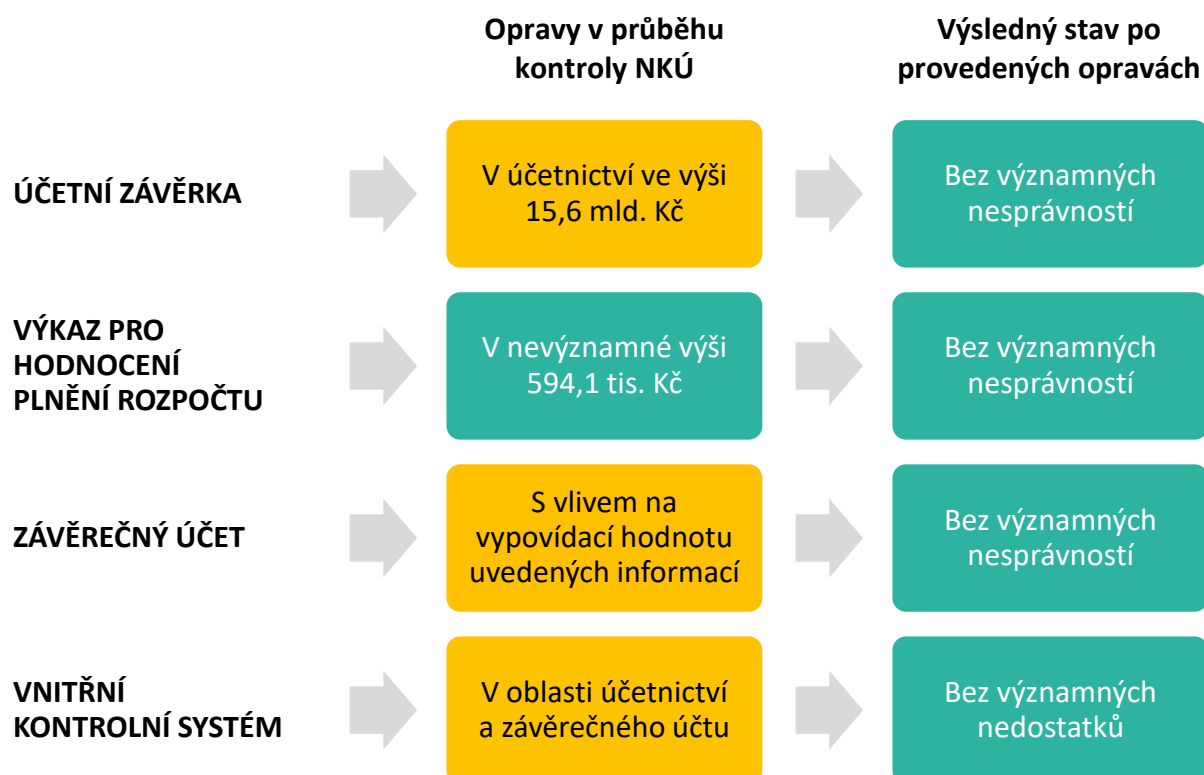 Opravy v průběhu
kontroly NKÚ
Výsledný stav po
provedených opravách
ÚČETNÍ ZÁVĚRKA
V účetnictví ve výši
15,6 mld. Kč
Bez významných
nesprávností
VÝKAZ PRO
HODNOCENÍ
PLNĚNÍ ROZPOČTU
V nevýznamné výši
594,1 tis. Kč
Bez významných
nesprávností
ZÁVĚREČNÝ ÚČET
S vlivem na
vypovídací hodnotu
uvedených informací
Bez významných
nesprávností
VNITŘNÍ
KONTROLNÍ SYSTÉM
V oblasti účetnictví
a závěrečného účtu
Bez významných
nedostatků